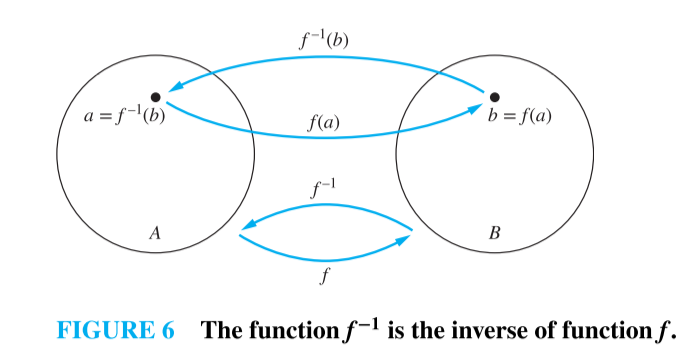 f⁻¹(b)
a = f⁻¹(b)
b = f(a)
f(a)
f⁻¹
A
B
f
FIGURE 6 The function f⁻¹ is the inverse of function f.